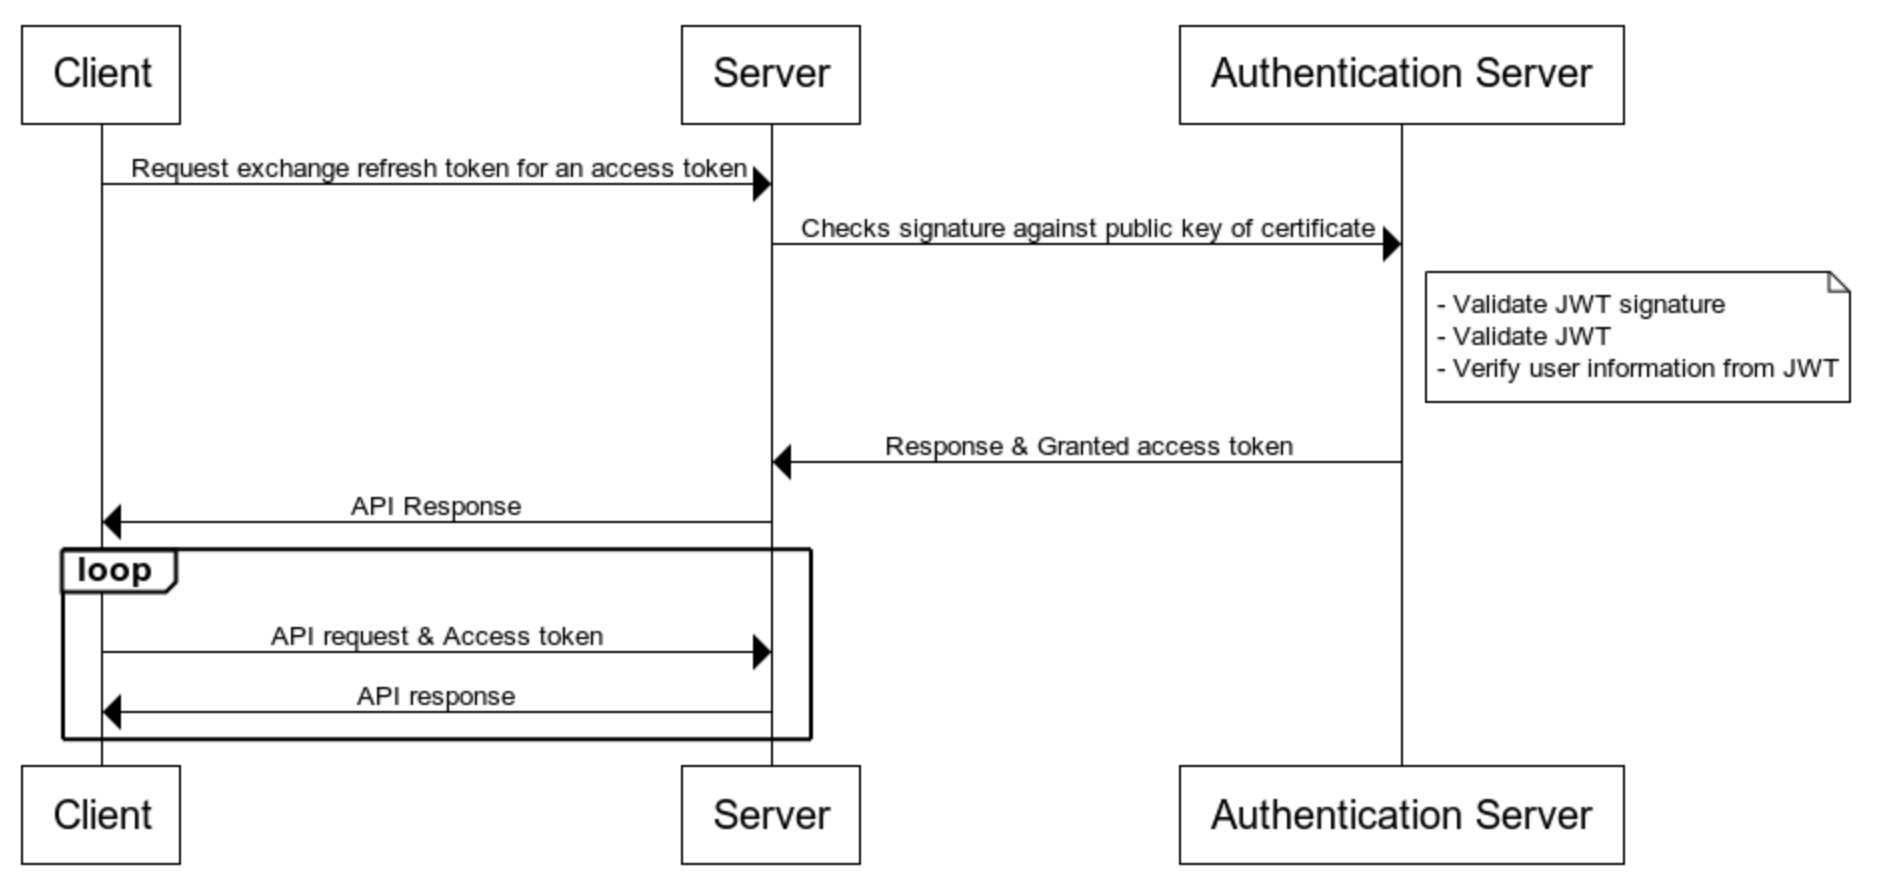 Client
Server
Authentication Server
Request exchange refresh token for an access token
Checks signature against public key of certificate
- Validate JWT signature
- Validate JWT
- Verify user information from JWT
Response & Granted access token
API Response
loop
API request & Access token
API response
Client
Server
Authentication Server